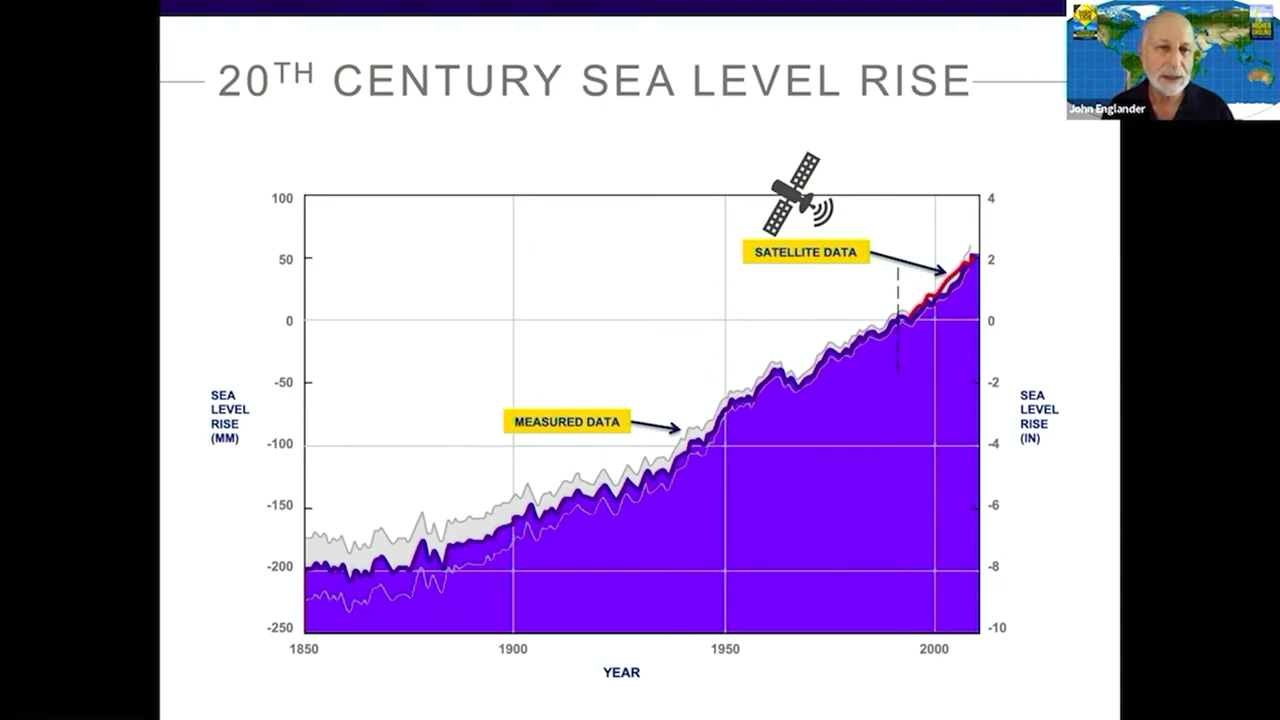 20TH CENTURY SEA LEVEL RISE
John Englander
HIGHER
GROUND
100
50
0
-50
-100
-150
-200
-250
SEA
LEVEL
RISE
(MM)
SATELLITE DATA
MEASURED DATA
4
2
0
-2
-4
-6
-8
-10
SEA
LEVEL
RISE
(IN)
1850
1900
1950
2000
YEAR